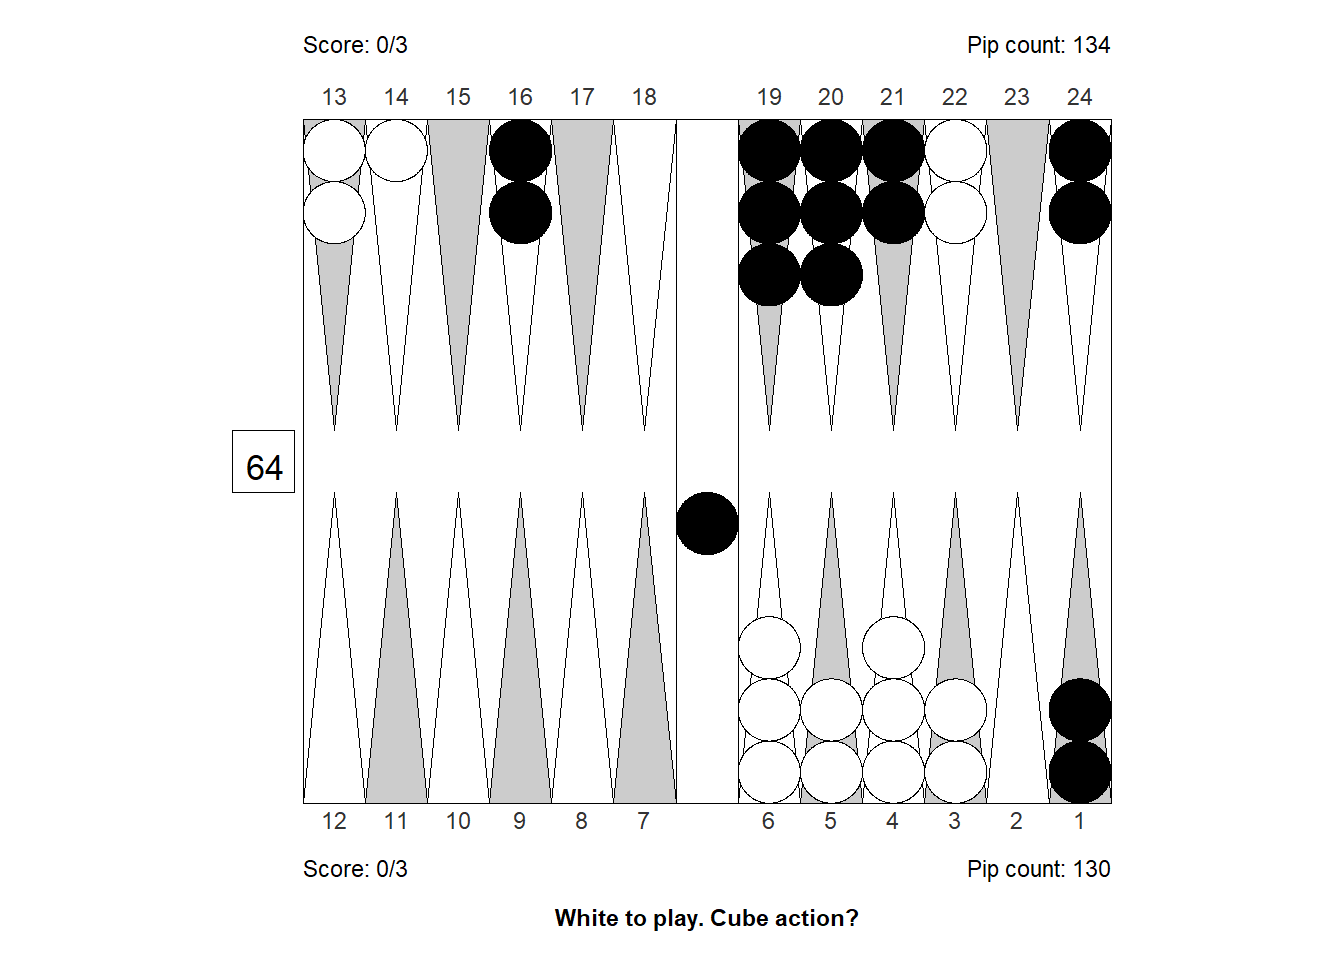 Score: 0/3 Pip count: 134
13 14 15 16 17 18 19 20 21 22 23 24
64
12 11 10 9 8 7 6 5 4 3 2 1
Score: 0/3 Pip count: 130
White to play. Cube action?